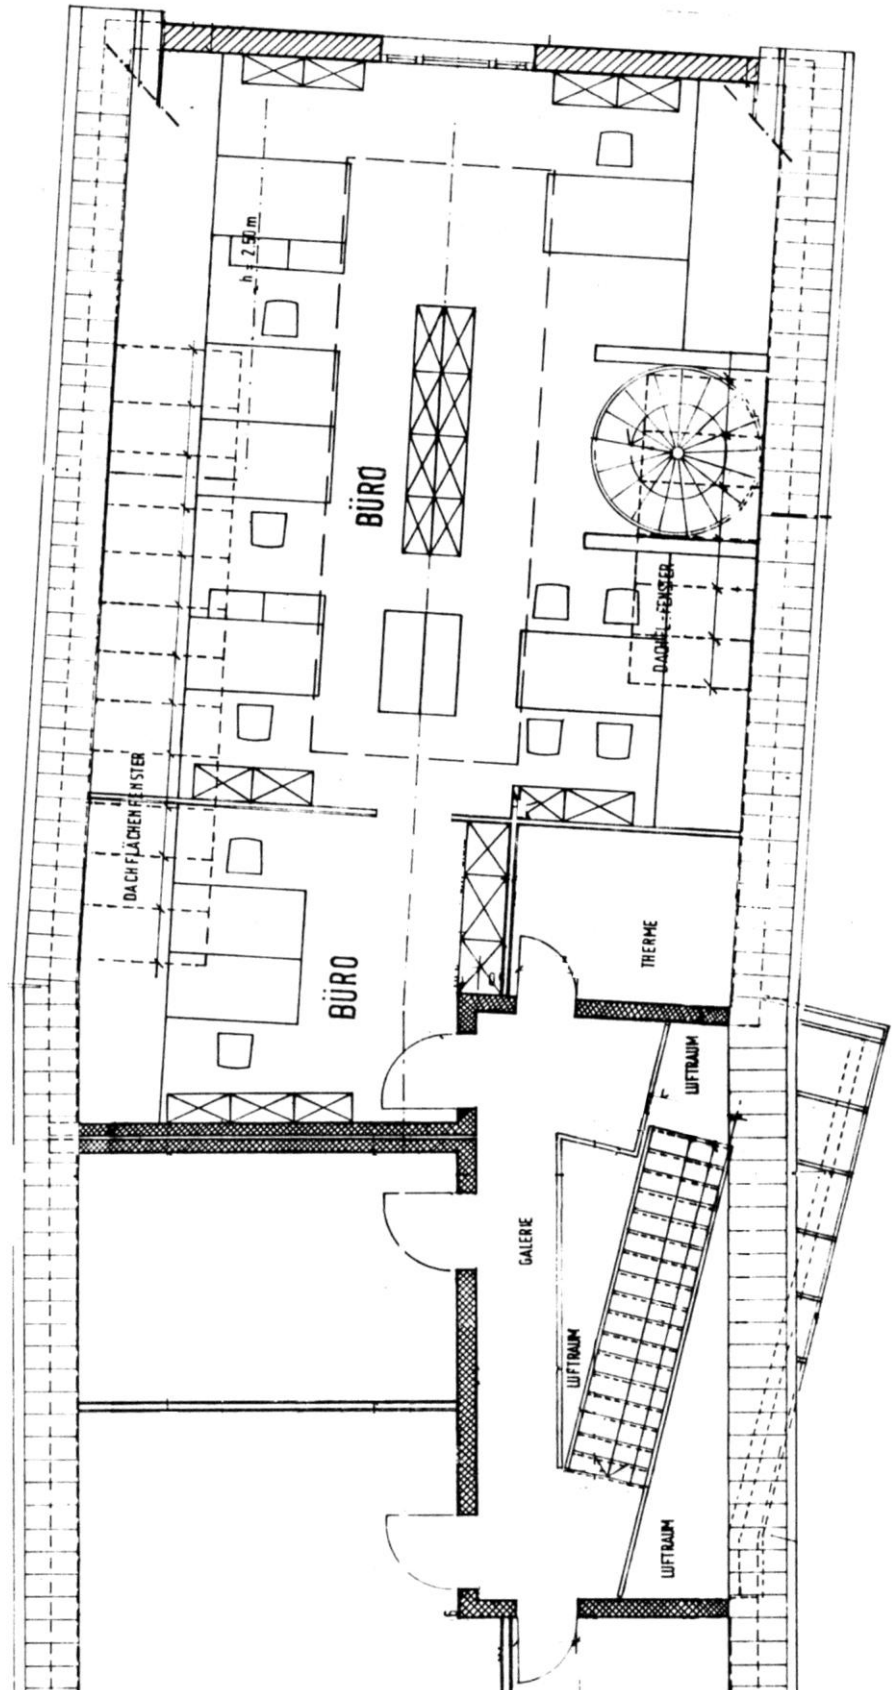 h = 2.50 m
BÜRO
DACHFL.-FENSTER
DACHFLÄCHENFENSTER
BÜRO
THERME
LUFTRAUM
GALERIE
LUFTRAUM
LUFTRAUM